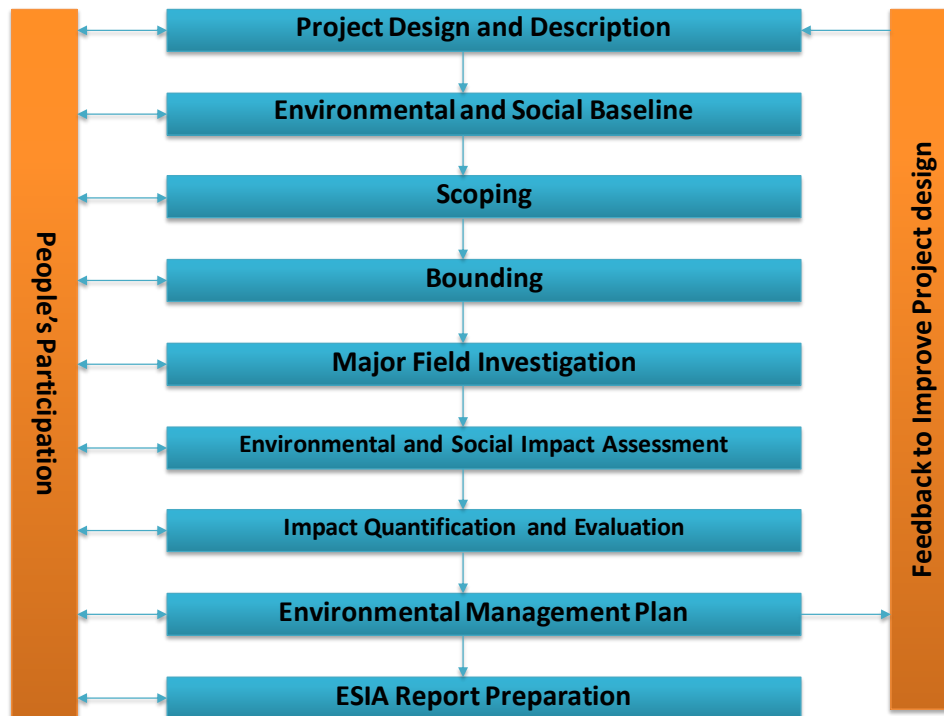 Project Design and Description
Environmental and Social Baseline
Scoping
Bounding
Major Field Investigation
Environmental and Social Impact Assessment
Impact Quantification and Evaluation
Environmental Management Plan
ESIA Report Preparation
People's Participation
Feedback to Improve Project design